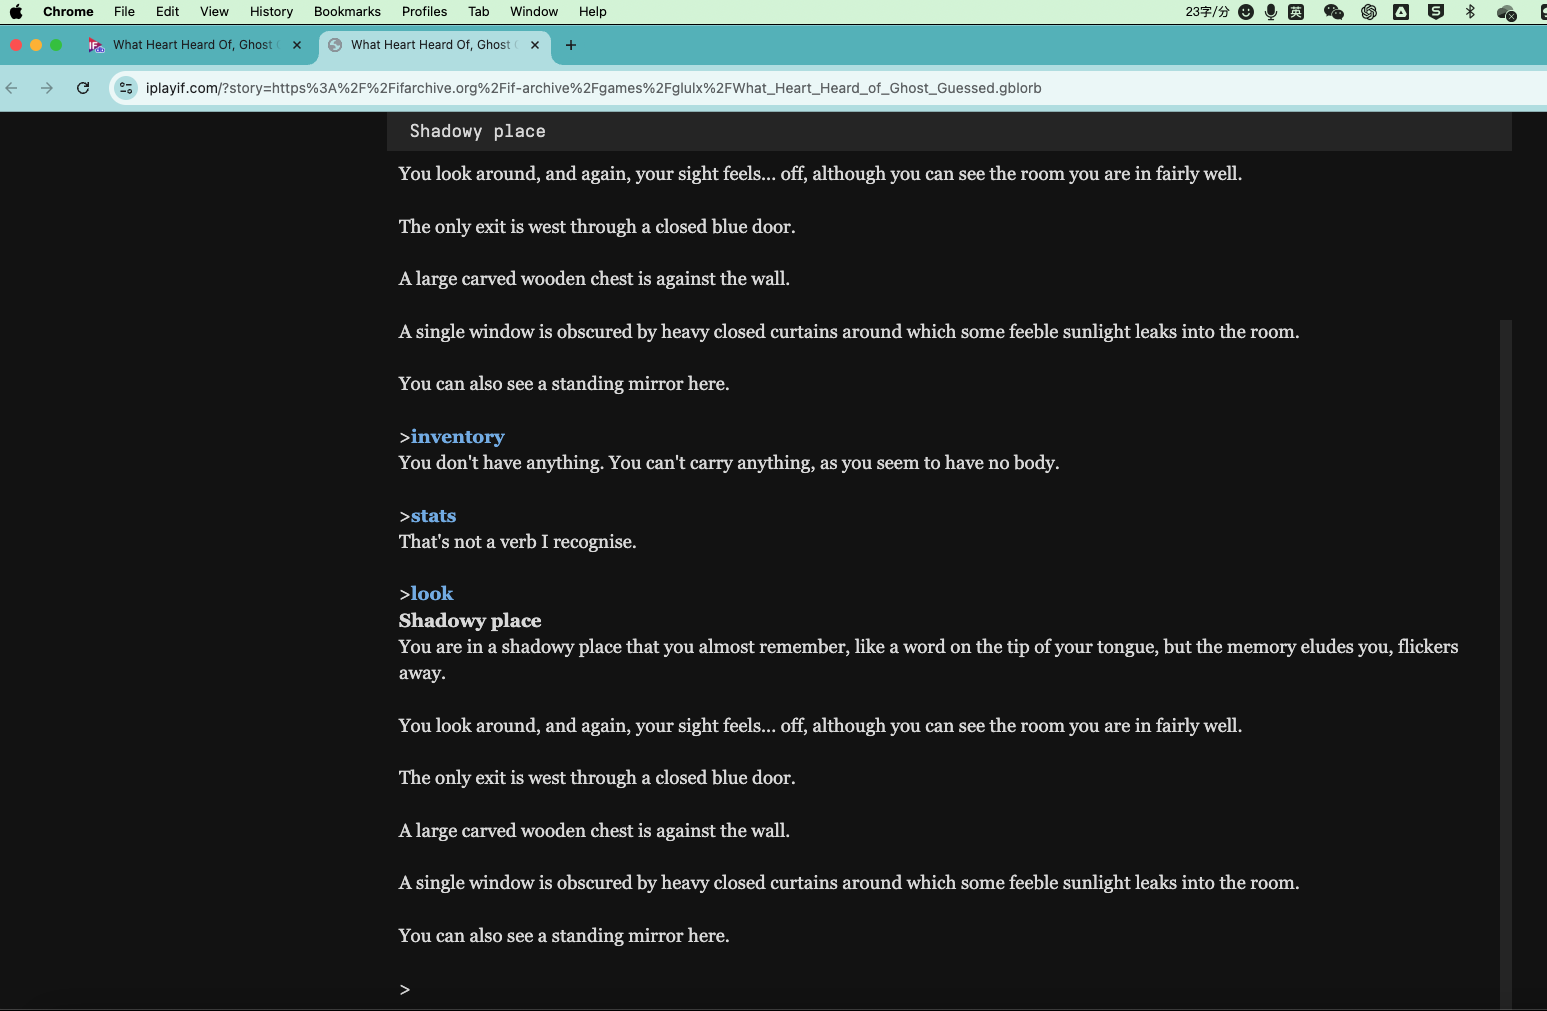 Chrome File Edit View History Bookmarks Profiles Tab Window Help 23字/分 英
What Heart Heard Of, Ghost What Heart Heard Of, Ghost
iplayif.com/?story=https%3A%2F%2Fifarchive.org%2Fif-archive%2Fgames%2Fglulx%2FWhat_Heart_Heard_of_Ghost_Guessed.gblorb
Shadowy place
You look around, and again, your sight feels... off, although you can see the room you are in fairly well.
The only exit is west through a closed blue door.
A large carved wooden chest is against the wall.
A single window is obscured by heavy closed curtains around which some feeble sunlight leaks into the room.
You can also see a standing mirror here.
>inventory
You don't have anything. You can't carry anything, as you seem to have no body.
>stats
That's not a verb I recognise.
>look
Shadowy place
You are in a shadowy place that you almost remember, like a word on the tip of your tongue, but the memory eludes you, flickers
away.
You look around, and again, your sight feels... off, although you can see the room you are in fairly well.
The only exit is west through a closed blue door.
A large carved wooden chest is against the wall.
A single window is obscured by heavy closed curtains around which some feeble sunlight leaks into the room.
You can also see a standing mirror here.
>